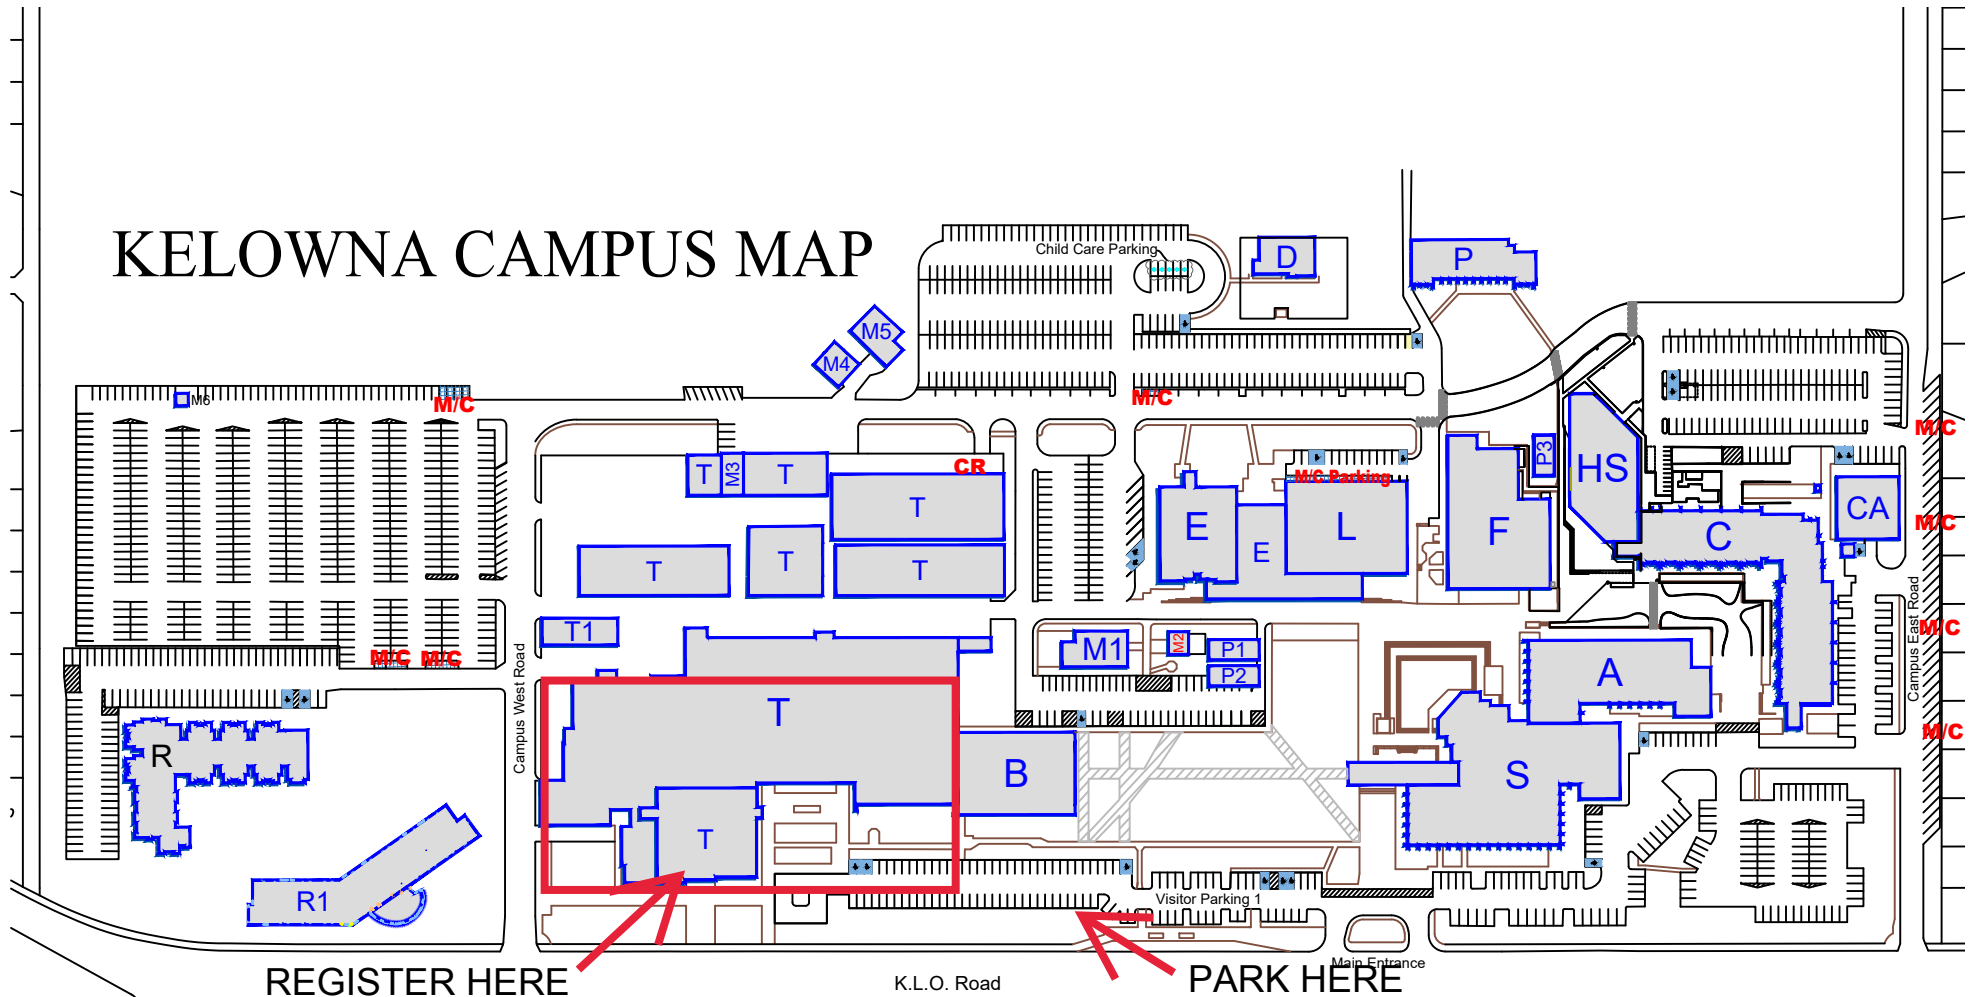 KELOWNA CAMPUS MAP
Child Care Parking
D
P
M5
M4
M6
M/C
M/C
M/C
CR
M/C Parking
T
M3
T
T
T
T
T
E
E
L
F
P3
HS
C
CA
M/C
T1
M/C
M/C
M1
M2
P1
P2
A
M/C
Campus West Road
Campus East Road
T
M/C
R
B
S
T
R1
Visitor Parking 1
REGISTER HERE
K.L.O. Road
PARK HERE
Main Entrance